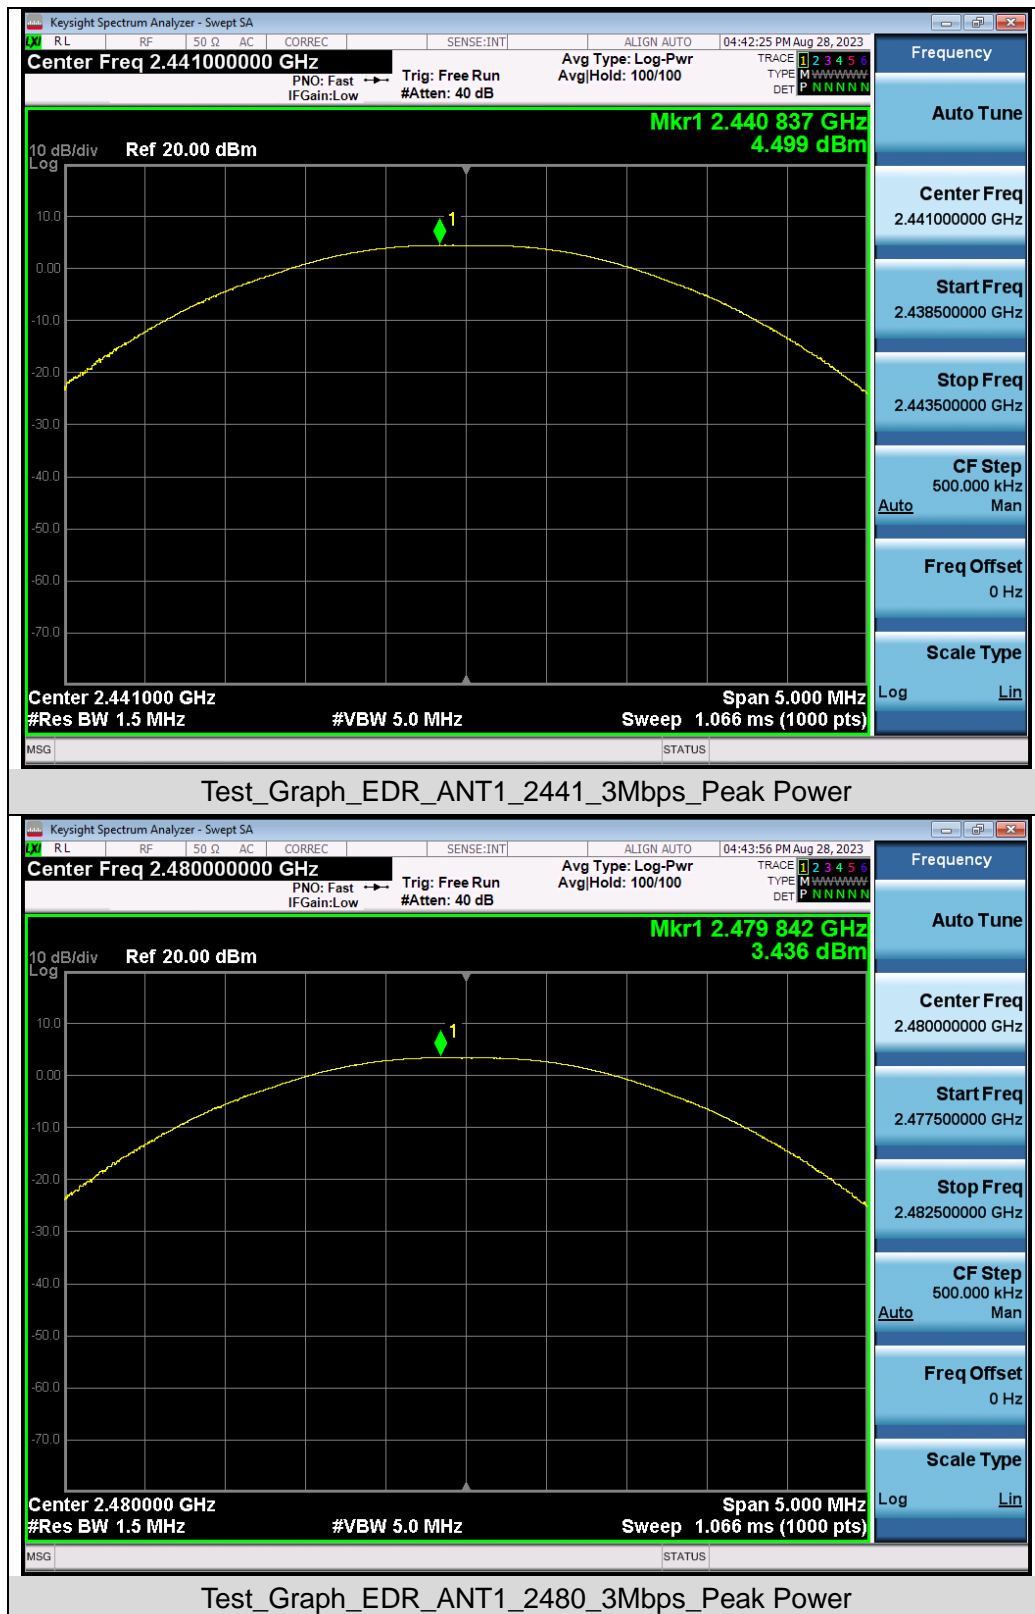 Keysight Spectrum Analyzer - Swept SA
LXI RL RF 50 Ω AC CORREC SENSE:INT ALIGN AUTO 04:42:25 PM Aug 28, 2023
Center Freq 2.441000000 GHz
PNO: Fast
IFGain:Low
Trig: Free Run
#Atten: 40 dB
Avg Type: Log-Pwr
Avg|Hold: 100/100
TRACE 1 2 3 4 5 6
TYPE M WWWWW
DET P N N N N N
Frequency
Mkr1 2.440 837 GHz
4.499 dBm
10 dB/div
Log
Ref 20.00 dBm
1
10.0
0.00
-10.0
-20.0
-30.0
-40.0
-50.0
-60.0
-70.0
Center 2.441000 GHz
#Res BW 1.5 MHz
#VBW 5.0 MHz
Span 5.000 MHz
Sweep 1.066 ms (1000 pts)
Auto Tune
Center Freq
2.441000000 GHz
Start Freq
2.438500000 GHz
Stop Freq
2.443500000 GHz
CF Step
500.000 kHz
Auto Man
Freq Offset
0 Hz
Scale Type
Log Lin
MSG STATUS
Test_Graph_EDR_ANT1_2441_3Mbps_Peak Power
Keysight Spectrum Analyzer - Swept SA
LXI RL RF 50 Ω AC CORREC SENSE:INT ALIGN AUTO 04:43:56 PM Aug 28, 2023
Center Freq 2.480000000 GHz
PNO: Fast
IFGain:Low
Trig: Free Run
#Atten: 40 dB
Avg Type: Log-Pwr
Avg|Hold: 100/100
TRACE 1 2 3 4 5 6
TYPE M WWWWW
DET P N N N N N
Frequency
Mkr1 2.479 842 GHz
3.436 dBm
10 dB/div
Log
Ref 20.00 dBm
1
10.0
0.00
-10.0
-20.0
-30.0
-40.0
-50.0
-60.0
-70.0
Center 2.480000 GHz
#Res BW 1.5 MHz
#VBW 5.0 MHz
Span 5.000 MHz
Sweep 1.066 ms (1000 pts)
Auto Tune
Center Freq
2.480000000 GHz
Start Freq
2.477500000 GHz
Stop Freq
2.482500000 GHz
CF Step
500.000 kHz
Auto Man
Freq Offset
0 Hz
Scale Type
Log Lin
MSG STATUS
Test_Graph_EDR_ANT1_2480_3Mbps_Peak Power